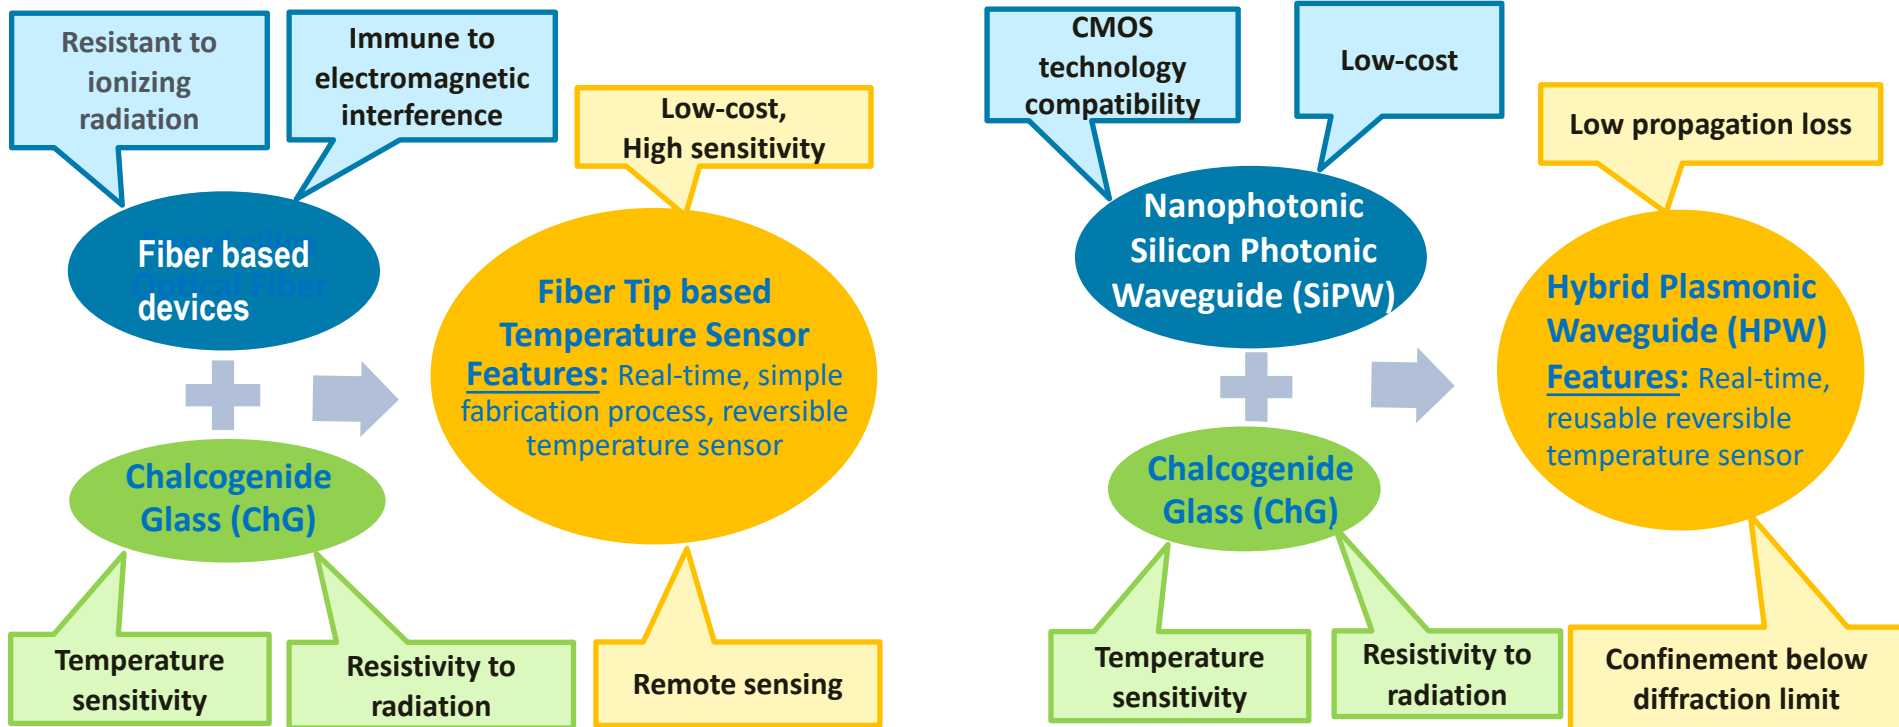 Resistant to
ionizing
radiation
Immune to
electromagnetic
interference
Low-cost,
High sensitivity
Fiber based
devices
Optical Fiber
Fiber Tip based
Temperature Sensor
Features: Real-time, simple
fabrication process, reversible
temperature sensor
Chalcogenide
Glass (ChG)
Temperature
sensitivity
Resistivity to
radiation
Remote sensing
CMOS
technology
compatibility
Low-cost
Low propagation loss
Nanophotonic
Silicon Photonic
Waveguide (SiPW)
Hybrid Plasmonic
Waveguide (HPW)
Features: Real-time,
reusable reversible
temperature sensor
Chalcogenide
Glass (ChG)
Temperature
sensitivity
Resistivity to
radiation
Confinement below
diffraction limit